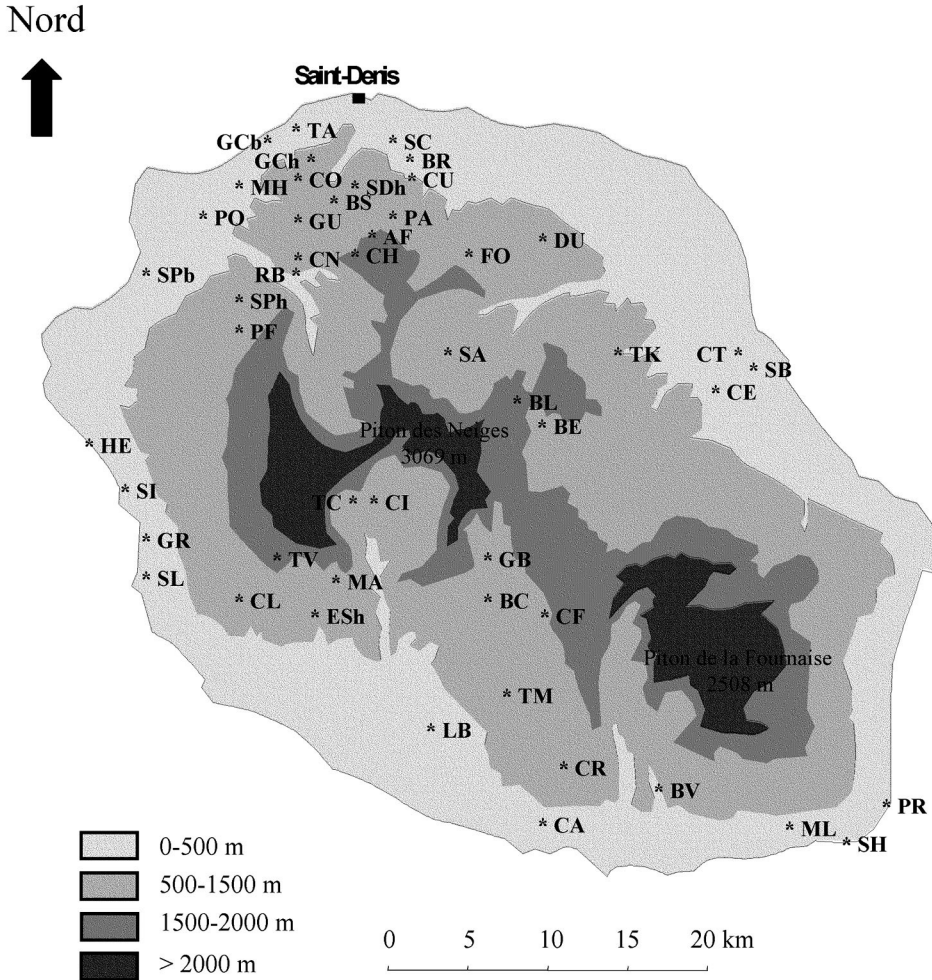 Nord
Saint-Denis
* TA
GCb *
* SC
GCh *
* BR
* CO
* CU
* MH
* SDh
* BS
* PO
* GU
* PA
* AF
* DU
* CN
* CH
* FO
* SPb
RB *
* SPh
* PF
* SA
* TK
CT *
* SB
* CE
* BL
* BE
Piton des Neiges
3069 m
* HE
* SI
TC *
* CI
* GR
* TV
* GB
* SL
* MA
* CL
* BC
* ESh
* CF
Piton de la Fournaise
2508 m
* TM
* LB
* CR
* BV
* PR
* CA
* ML
* SH
0-500 m
500-1500 m
1500-2000 m
> 2000 m
0 5 10 15 20 km